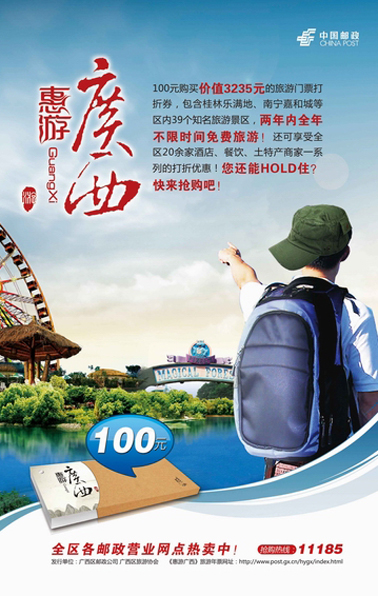 中国邮政
CHINA POST
廣西
惠游
GuangXi
100元购买价值3235元的旅游门票打
折券，包含桂林乐满地、南宁嘉和城等
区内39个知名旅游景区，两年内全年
不限时间免费旅游！还可享受全
区20余家酒店、餐饮、土特产商家一系
列的打折优惠！您还能HOLD住？
快来抢购吧！
MAGICAL FOREST
100元
惠游
廣西
全区各邮政营业网点热卖中！
抢购热线 11185
发行单位：广西区邮政公司 广西区旅游协会 《惠游广西》旅游年票网址：http://www.post.gx.cn/hygx/index.html